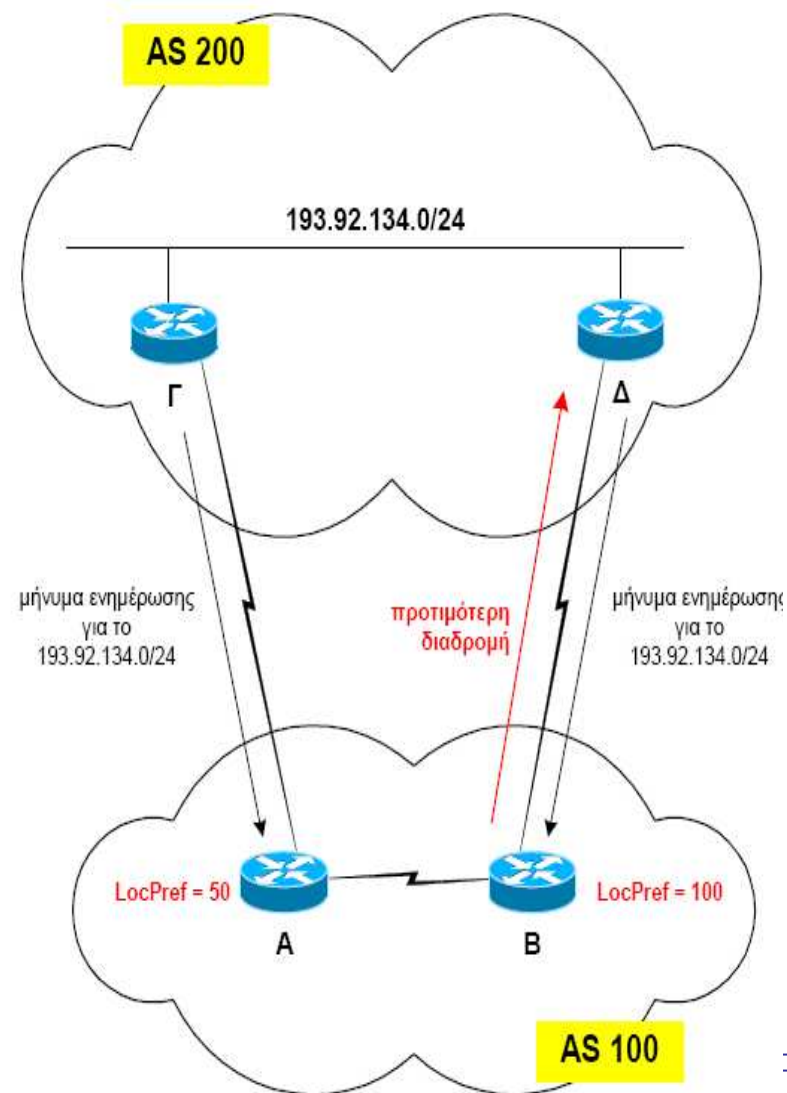 AS 200
193.92.134.0/24
Γ
Δ
μήνυμα ενημέρωσης
για το
193.92.134.0/24
προτιμότερη
διαδρομή
μήνυμα ενημέρωσης
για το
193.92.134.0/24
LocPref = 50
LocPref = 100
Α
Β
AS 100